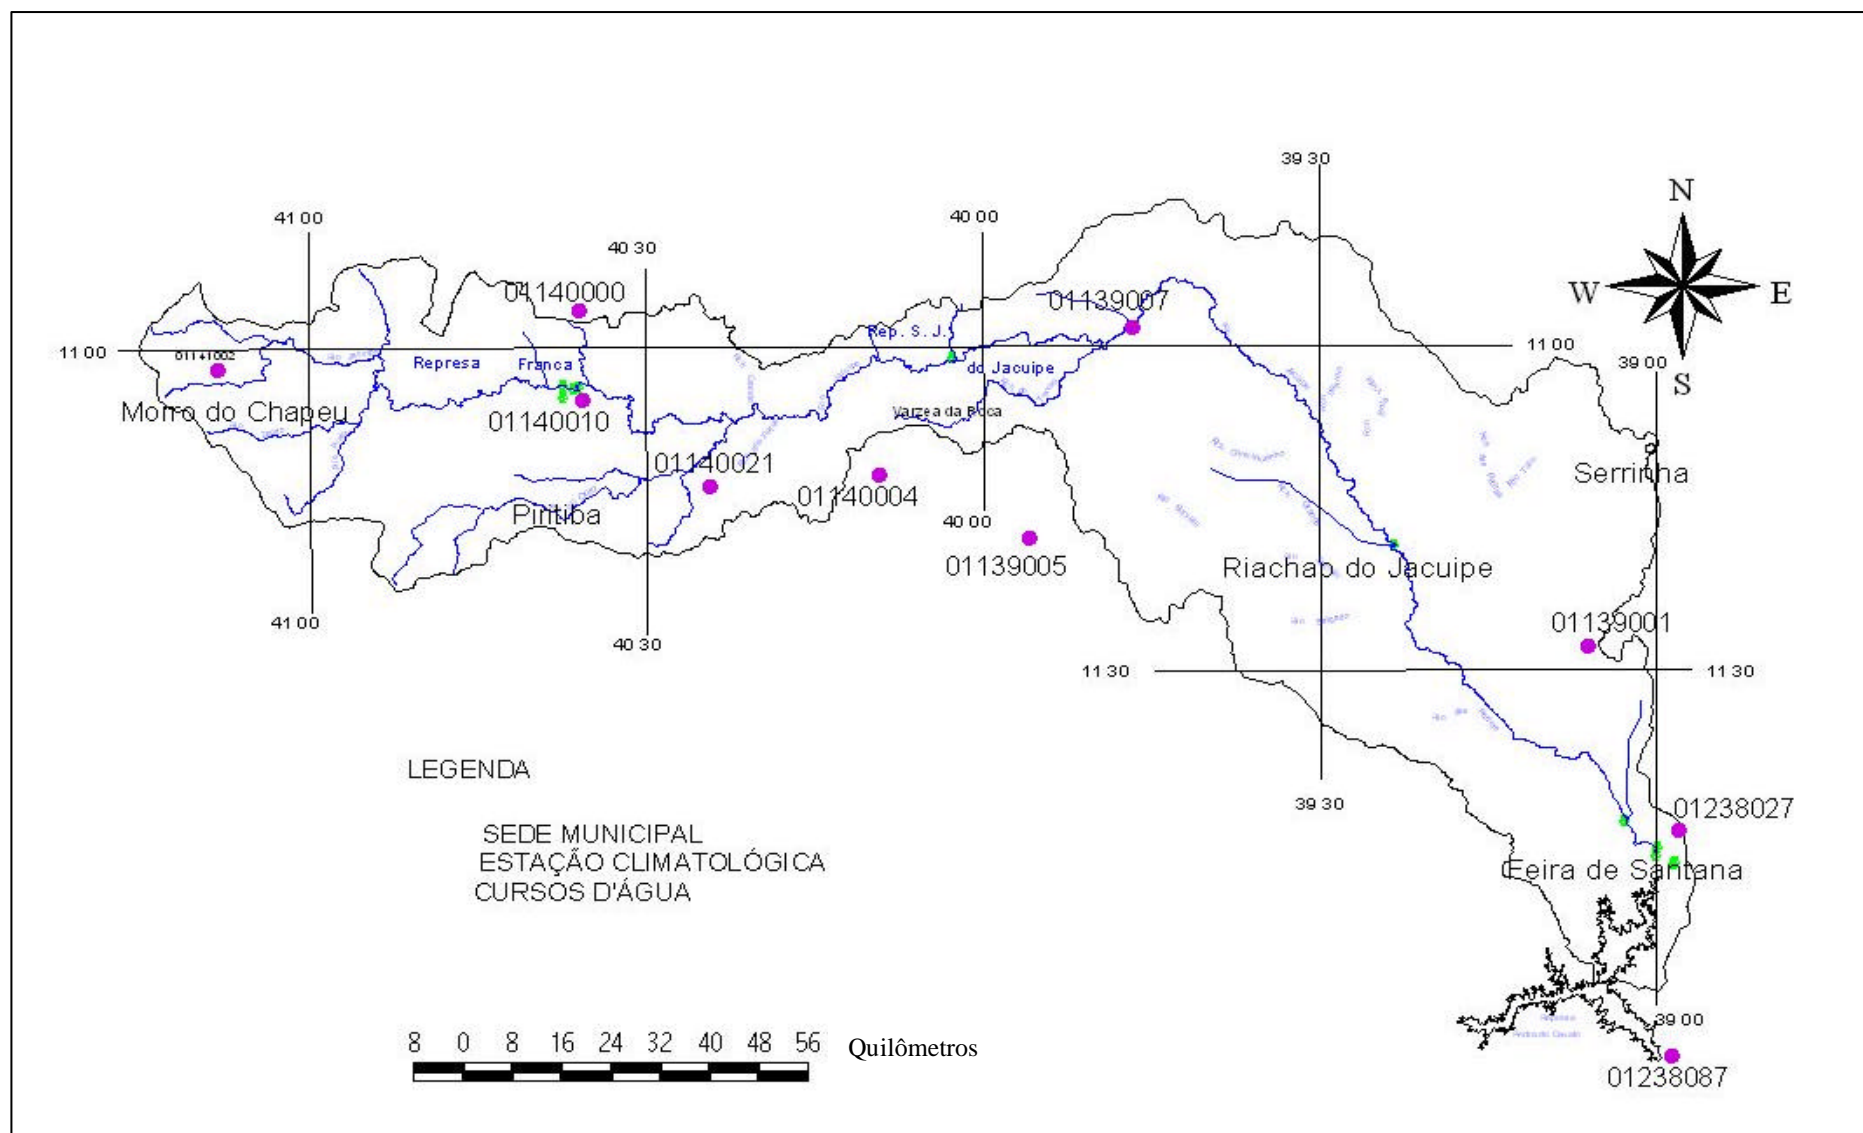 39 30
N
41 00
40 00
40 30
04140000
01139007
W
E
Rep. S. J.
11 00
11 00
01141002
Represa
Franca
do Jacuipe
39 00
S
Morro do Chapeu
01140010
Varzea da Roca
01140021
01140004
Serrinha
Piritiba
40 00
01139005
Riachao do Jacuipe
41 00
40 30
01139001
11 30
11 30
LEGENDA
39 30
01238027
SEDE MUNICIPAL
ESTAÇÃO CLIMATOLÓGICA
CURSOS D'ÁGUA
Feira de Santana
39 00
8 0 8 16 24 32 40 48 56 Quilômetros
01238087